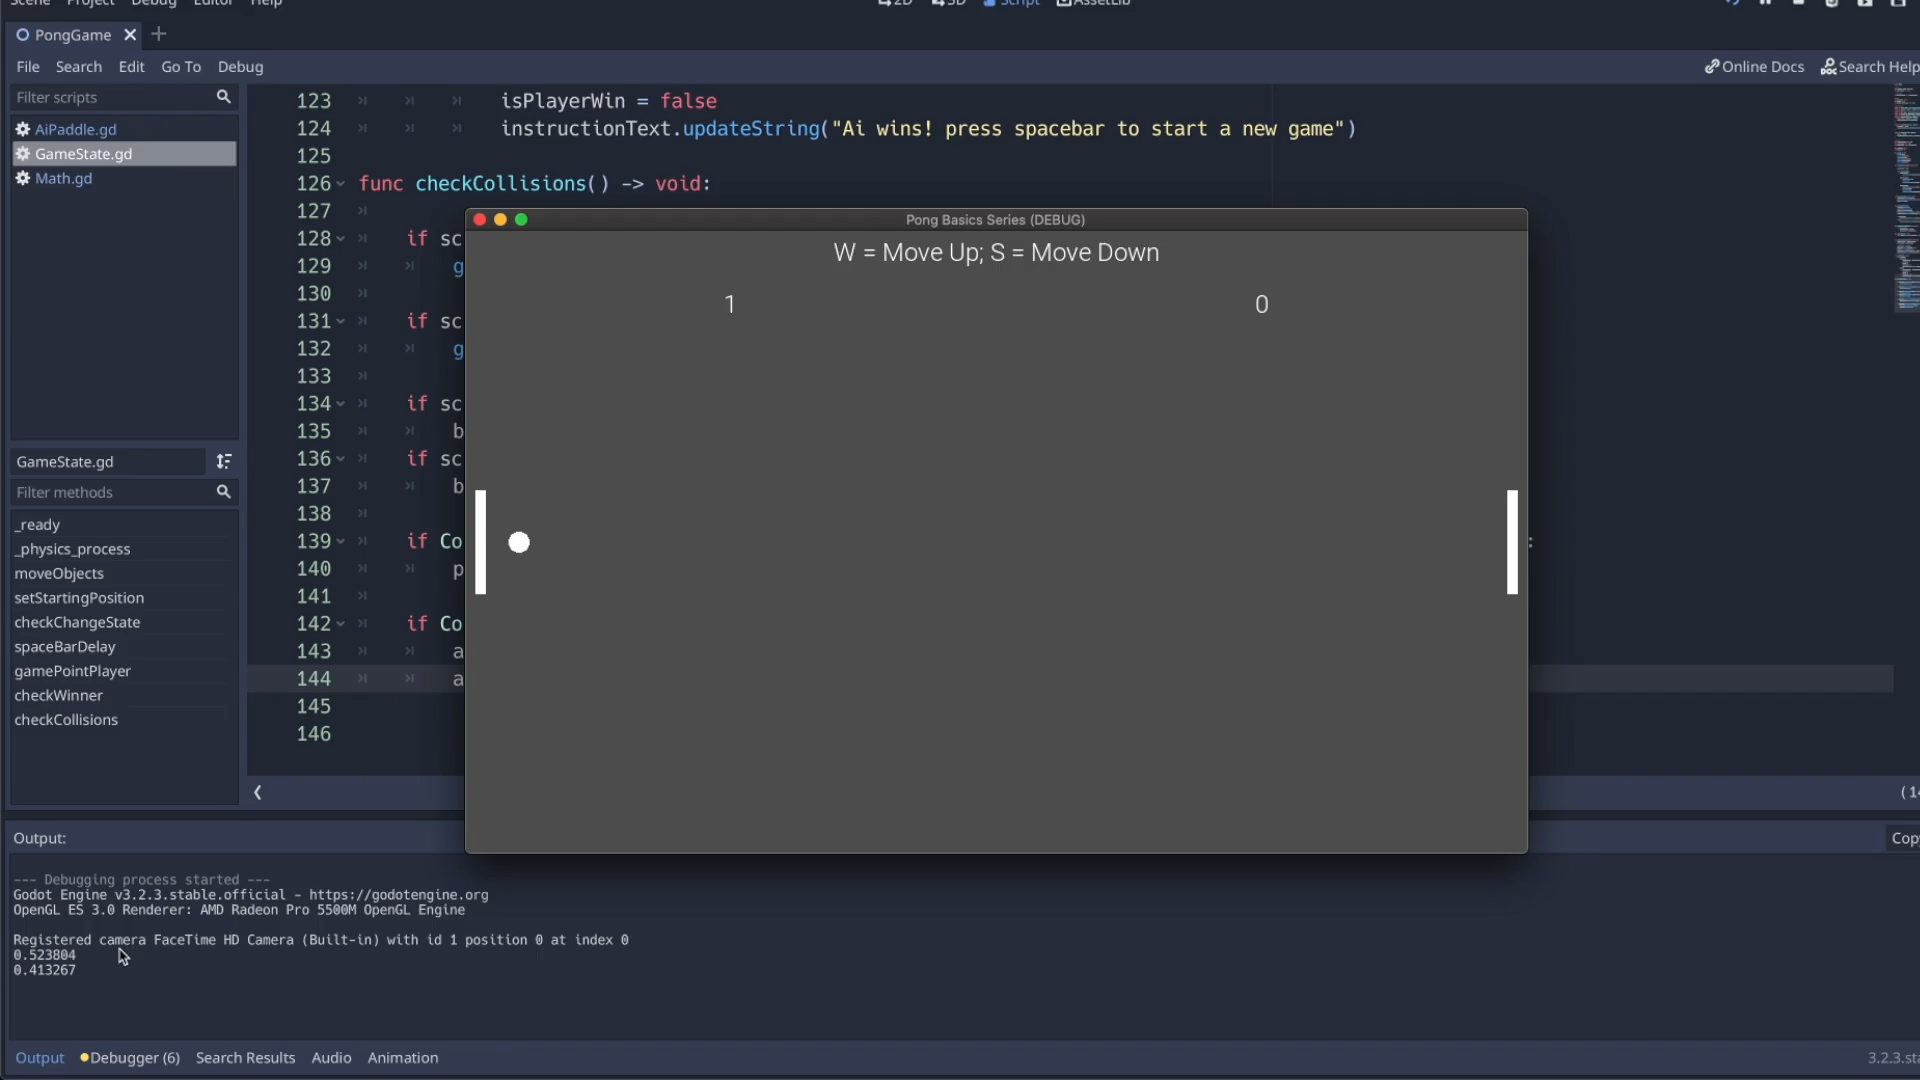 Scene Project Debug Editor Help
2D 3D Script AssetLib
PongGame
File Search Edit Go To Debug
Online Docs Search Help
Filter scripts
AiPaddle.gd
GameState.gd
Math.gd
GameState.gd
Filter methods
_ready
_physics_process
moveObjects
setStartingPosition
checkChangeState
spaceBarDelay
gamePointPlayer
checkWinner
checkCollisions
123 isPlayerWin = false
124 instructionText.updateString("Ai wins! press spacebar to start a new game")
125
126 func checkCollisions() -> void:
127
128 if sc
129 g
130
131 if sc
132 g
133
134 if sc
135 b
136 if sc
137 b
138
139 if Co :
140 p
141
142 if Co
143 a
144 a
145
146
Pong Basics Series (DEBUG)
W = Move Up; S = Move Down
1 0
(14
Output:
Copy
--- Debugging process started ---
Godot Engine v3.2.3.stable.official - https://godotengine.org
OpenGL ES 3.0 Renderer: AMD Radeon Pro 5500M OpenGL Engine
Registered camera FaceTime HD Camera (Built-in) with id 1 position 0 at index 0
0.523804
0.413267
Output Debugger (6) Search Results Audio Animation
3.2.3.sta